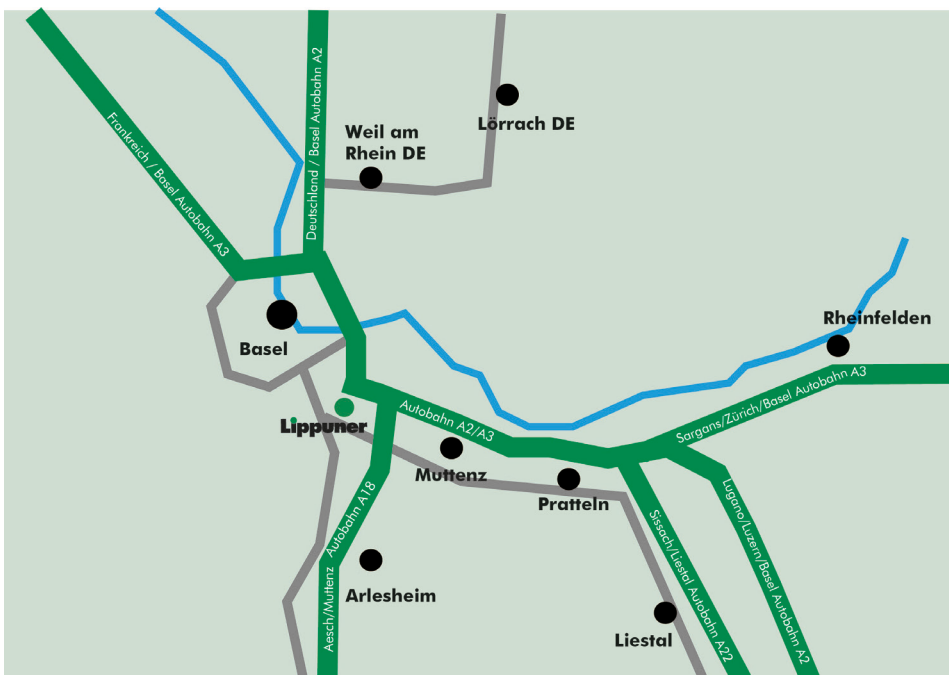 Frankreich / Basel Autobahn A3
Deutschland / Basel Autobahn A2
Weil am
Rhein DE
Lörrach DE
Basel
Rheinfelden
Lippuner
Autobahn A2/A3
Sargans/Zürich/Basel Autobahn A3
Muttenz
Pratteln
Aesch/Muttenz Autobahn A18
Sissach/Liestal Autobahn A22
Lugano/Luzern/Basel Autobahn A2
Arlesheim
Liestal